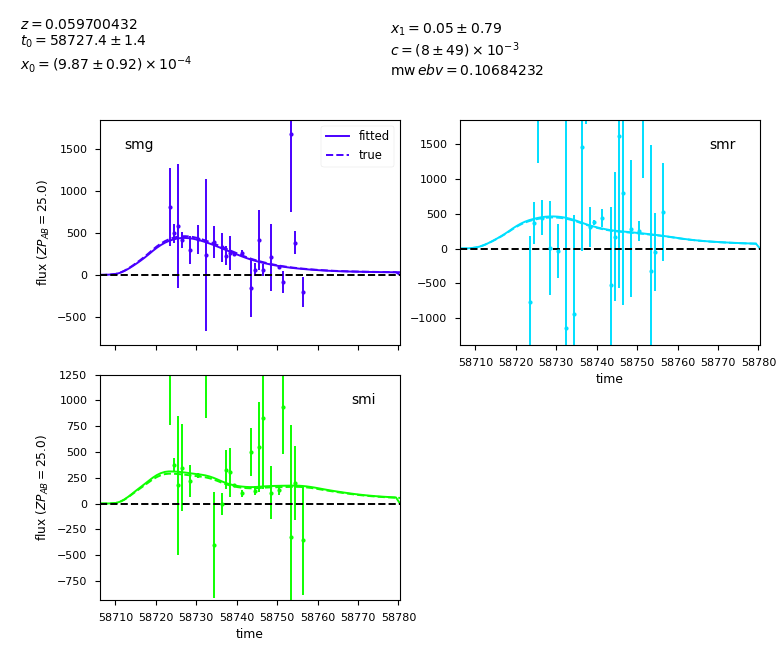 z = 0.059700432
t₀ = 58727.4 ± 1.4
x₀ = (9.87 ± 0.92) × 10⁻⁴
x₁ = 0.05 ± 0.79
c = (8 ± 49) × 10⁻³
mw ebv = 0.10684232
smg
fitted
true
1500
1000
500
0
−500
flux (ZP_AB = 25.0)
smr
1500
1000
500
0
−500
−1000
58710 58720 58730 58740 58750 58760 58770 58780
time
smi
1250
1000
750
500
250
0
−250
−500
−750
flux (ZP_AB = 25.0)
58710 58720 58730 58740 58750 58760 58770 58780
time